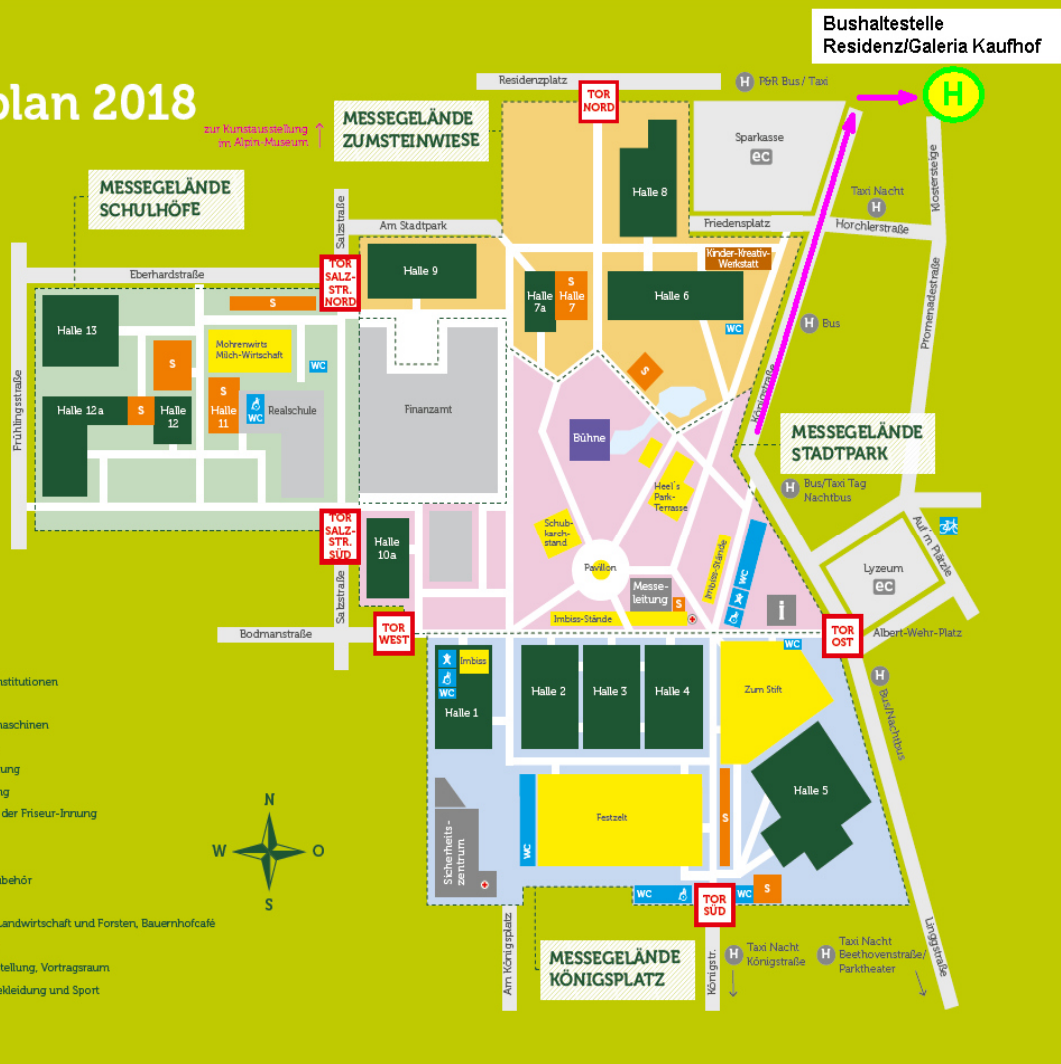 Bushaltestelle
Residenz/Galeria Kaufhof
H
plan 2018
zur Kunstausstellung
im Alpin-Museum
MESSEGELÄNDE
ZUMSTEINWIESE
Residenzplatz
TOR
NORD
H P&R Bus / Taxi
Sparkasse
ec
MESSEGELÄNDE
SCHULHÖFE
Salzstraße
Am Stadtpark
Halle 8
Friedensplatz
Taxi Nacht
H
Horchlerstraße
Klostersteige
Eberhardstraße
TOR
SALZ-
STR.
NORD
Halle 9
Kinder-Kreativ-
Werkstatt
Halle
7a
S
Halle
7
Halle 6
WC
H Bus
Promenadestraße
S
Halle 13
Mohrenwirts
Milch-Wirtschaft
WC
S
S
Halle
11
WC
Realschule
Finanzamt
S
Königstraße
Frühlingsstraße
Halle 12a
S
Halle
12
Bühne
MESSEGELÄNDE
STADTPARK
Heel´s
Park-
Terrasse
H Bus/Taxi Tag
Nachtbus
TOR
SALZ-
STR.
SÜD
Halle
10a
Schub-
karch-
stand
Imbiss-Stände
WC
Auf'm Plätzle
Lyzeum
ec
Pavillon
Messe-
leitung
S
i
Imbiss-Stände
Salzstraße
Bodmanstraße
TOR
WEST
TOR
OST
Albert-Wehr-Platz
WC
Imbiss
WC
Halle 1
Halle 2
Halle 3
Halle 4
Zum Stift
H
Bus/Nachtbus
nstitutionen
naschinen
rung
ng
der Friseur-Innung
Halle 5
WC
Festzelt
S
Sicherheits-
zentrum
N
W
O
S
ubehör
Landwirtschaft und Forsten, Bauernhofcafé
WC
TOR
SÜD
WC
S
Am Königsplatz
MESSEGELÄNDE
KÖNIGSPLATZ
Königstr.
H Taxi Nacht
Königstraße
H Taxi Nacht
Beethovenstraße/
Parktheater
Linggstraße
stellung, Vortragsraum
ekleidung und Sport